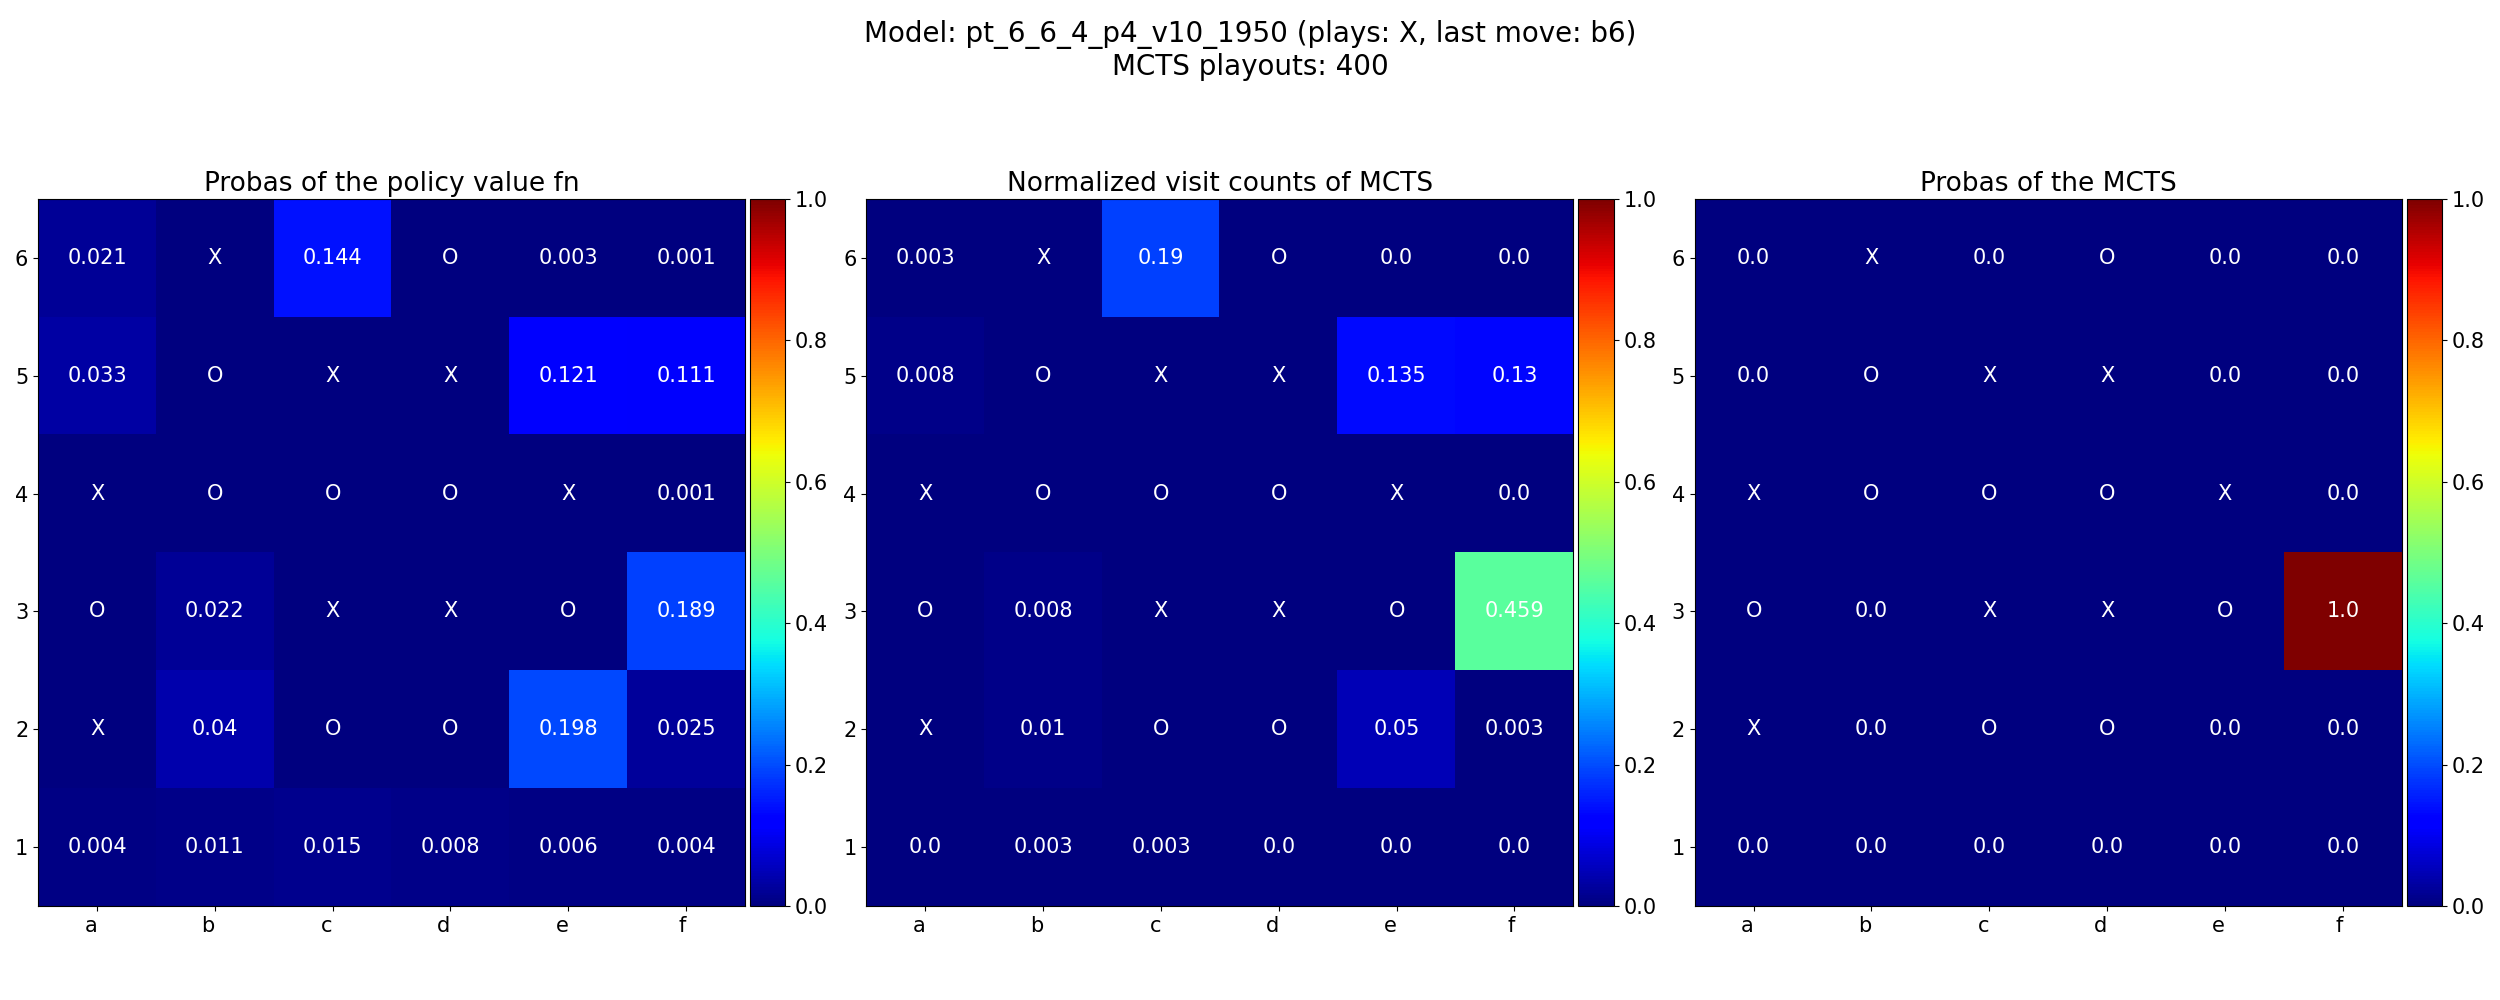 Model: pt_6_6_4_p4_v10_1950 (plays: X, last move: b6)
MCTS playouts: 400
Probas of the policy value fn
6 0.021 X 0.144 O 0.003 0.001
5 0.033 O X X 0.121 0.111
4 X O O O X 0.001
3 O 0.022 X X O 0.189
2 X 0.04 O O 0.198 0.025
1 0.004 0.011 0.015 0.008 0.006 0.004
a b c d e f
1.0
0.8
0.6
0.4
0.2
0.0
Normalized visit counts of MCTS
6 0.003 X 0.19 O 0.0 0.0
5 0.008 O X X 0.135 0.13
4 X O O O X 0.0
3 O 0.008 X X O 0.459
2 X 0.01 O O 0.05 0.003
1 0.0 0.003 0.003 0.0 0.0 0.0
a b c d e f
1.0
0.8
0.6
0.4
0.2
0.0
Probas of the MCTS
6 0.0 X 0.0 O 0.0 0.0
5 0.0 O X X 0.0 0.0
4 X O O O X 0.0
3 O 0.0 X X O 1.0
2 X 0.0 O O 0.0 0.0
1 0.0 0.0 0.0 0.0 0.0 0.0
a b c d e f
1.0
0.8
0.6
0.4
0.2
0.0